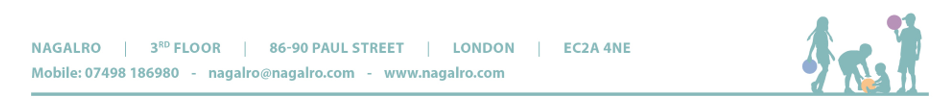 NAGALRO | 3RD FLOOR | 86-90 PAUL STREET | LONDON | EC2A 4NE
Mobile: 07498 186980 - nagalro@nagalro.com - www.nagalro.com